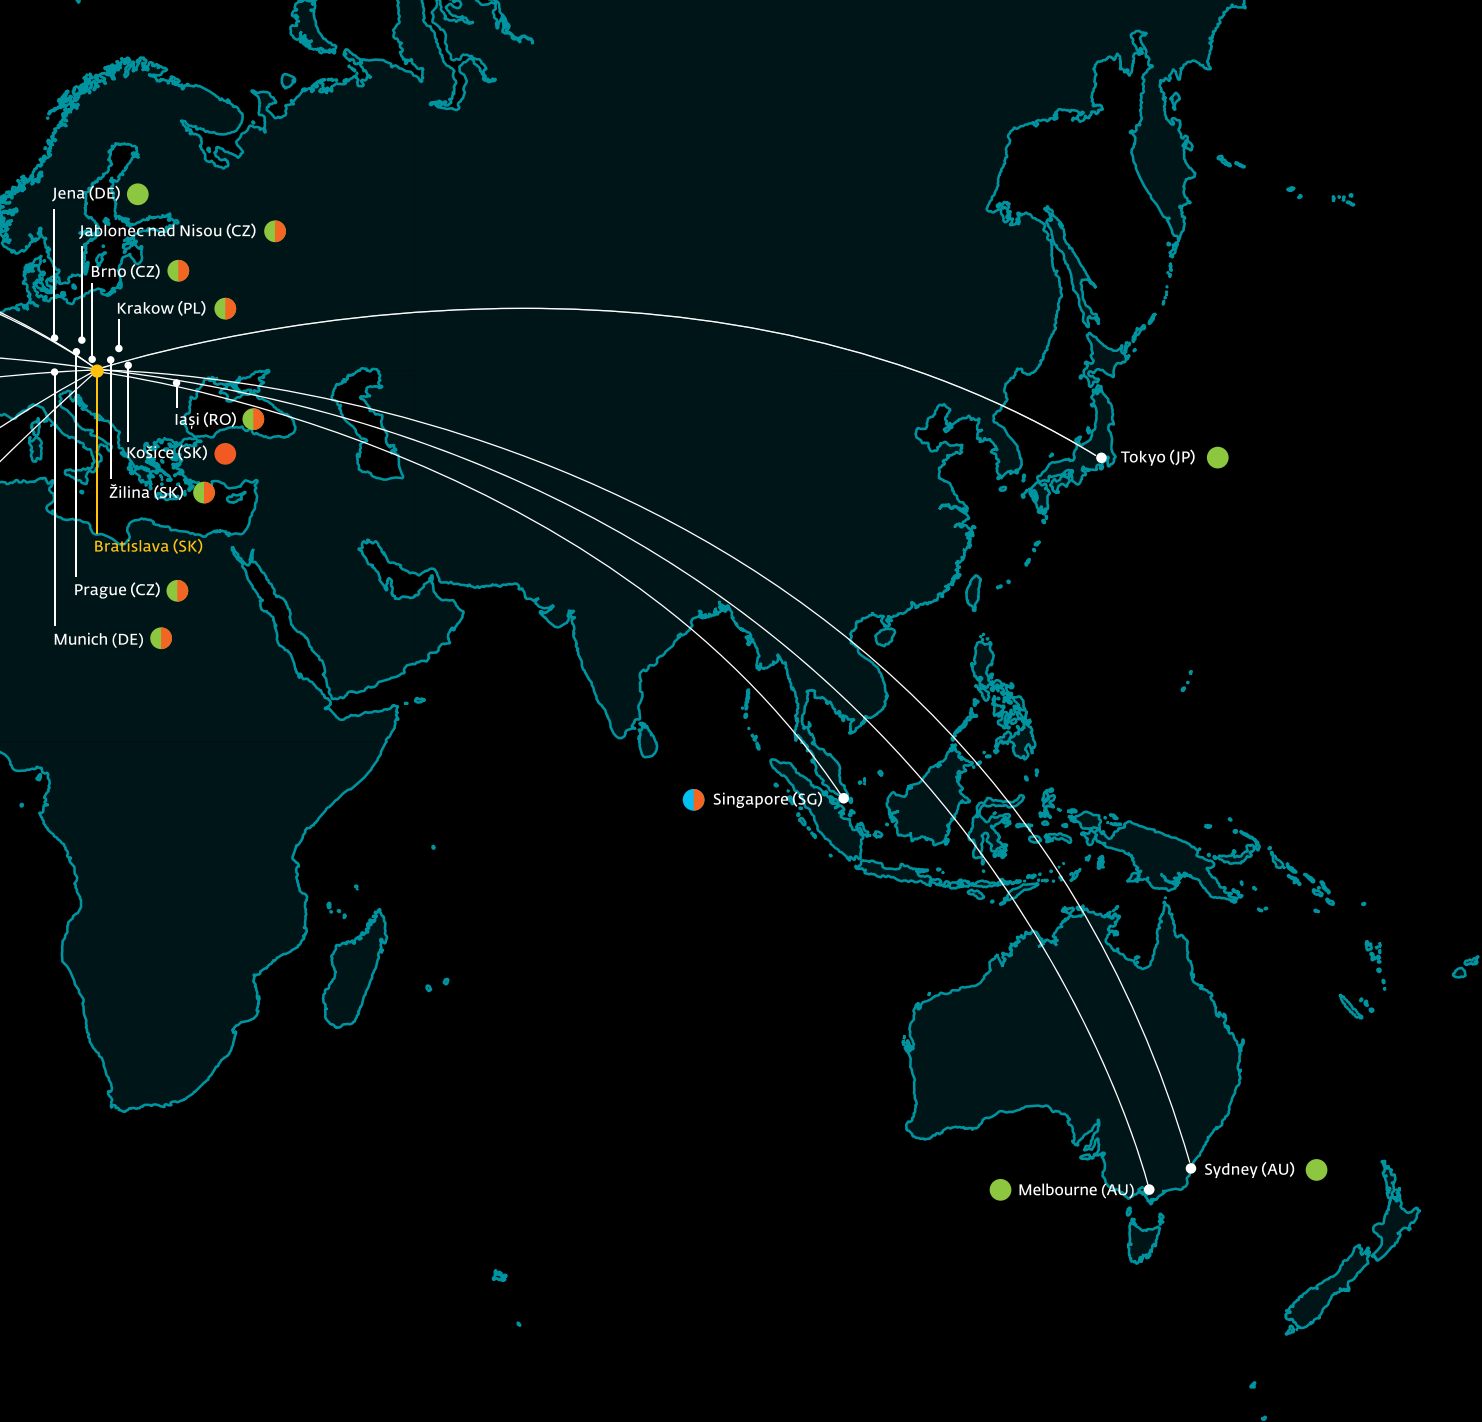 Jena (DE)
Jablonec nad Nisou (CZ)
Brno (CZ)
Krakow (PL)
Iași (RO)
Košice (SK)
Žilina (SK)
Bratislava (SK)
Prague (CZ)
Munich (DE)
Tokyo (JP)
Singapore (SG)
Sydney (AU)
Melbourne (AU)